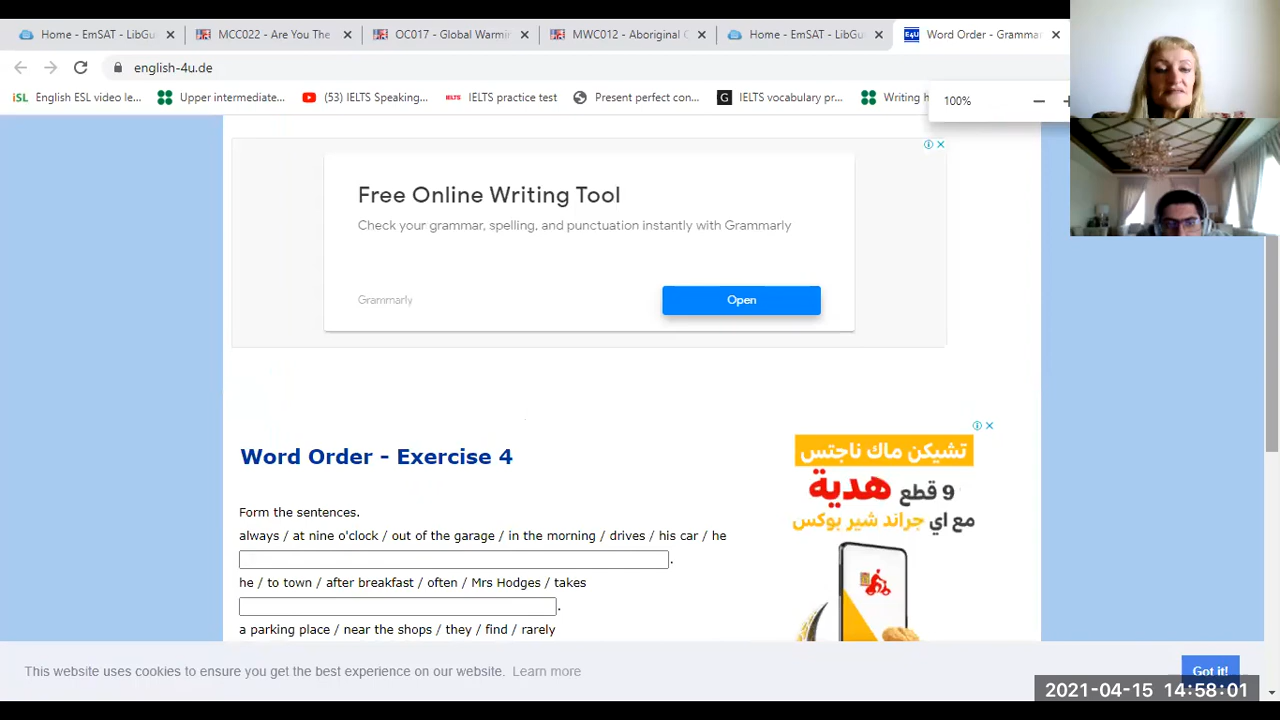 Home - EmSAT - LibGu
MCC022 - Are You The
OC017 - Global Warmin
MWC012 - Aboriginal C
Home - EmSAT - LibGu
E4U Word Order - Gramma
english-4u.de
iSL English ESL video le...
Upper intermediate...
(53) IELTS Speaking...
IELTS IELTS practice test
Present perfect con...
G IELTS vocabulary pr...
Writing h
100%
Free Online Writing Tool
Check your grammar, spelling, and punctuation instantly with Grammarly
Grammarly
Open
Word Order - Exercise 4
Form the sentences.
always / at nine o'clock / out of the garage / in the morning / drives / his car / he
.
he / to town / after breakfast / often / Mrs Hodges / takes
.
a parking place / near the shops / they / find / rarely
تشيكن ماك ناجتس
9 قطع هدية
مع اي جراند شير بوكس
This website uses cookies to ensure you get the best experience on our website. Learn more
Got it!
2021-04-15 14:58:01